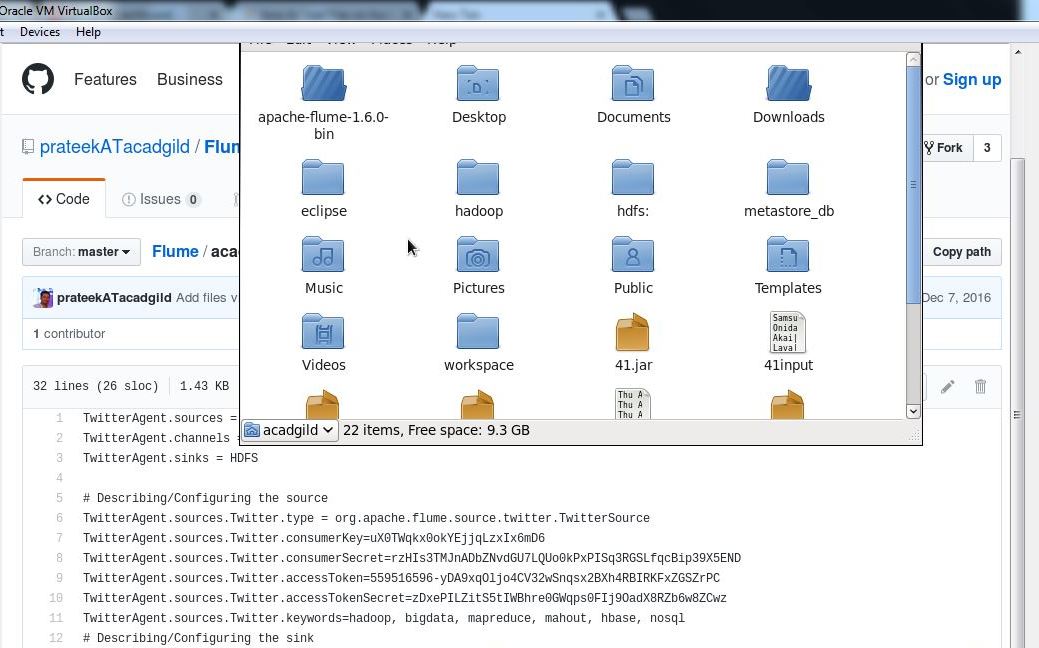 Oracle VM VirtualBox
t Devices Help
Features Business
or Sign up
prateekATacadgild / Flum
Fork 3
Code Issues 0
Branch: master Flume / aca
Copy path
prateekATacadgild Add files v
Dec 7, 2016
1 contributor
32 lines (26 sloc) 1.43 KB
apache-flume-1.6.0-bin Desktop Documents Downloads
eclipse hadoop hdfs: metastore_db
Music Pictures Public Templates
Samsu
Onida
Akai|
Lava|
Videos workspace 41.jar 41input
Thu A
Thu A
Thu A
acadgild 22 items, Free space: 9.3 GB
1 TwitterAgent.sources =
2 TwitterAgent.channels
3 TwitterAgent.sinks = HDFS
4
5 # Describing/Configuring the source
6 TwitterAgent.sources.Twitter.type = org.apache.flume.source.twitter.TwitterSource
7 TwitterAgent.sources.Twitter.consumerKey=uX0TWqkx0okYEjjqLzxIx6mD6
8 TwitterAgent.sources.Twitter.consumerSecret=rzHIs3TMJnADbZNvdGU7LQUo0kPxPISq3RGSLfqcBip39X5END
9 TwitterAgent.sources.Twitter.accessToken=559516596-yDA9xqOljo4CV32wSnqsx2BXh4RBIRKFxZGSZrPC
10 TwitterAgent.sources.Twitter.accessTokenSecret=zDxePILZitS5tIWBhre0GWqps0FIj9OadX8RZb6w8ZCwz
11 TwitterAgent.sources.Twitter.keywords=hadoop, bigdata, mapreduce, mahout, hbase, nosql
12 # Describing/Configuring the sink